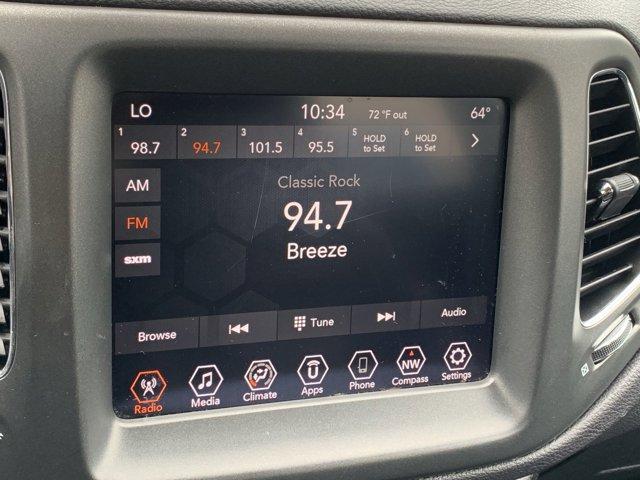 LO 10:34 72 °F out 64°
1 98.7 2 94.7 3 101.5 4 95.5 5 HOLD to Set 6 HOLD to Set
AM
FM
sxm
Classic Rock
94.7
Breeze
Browse Tune Audio
Radio Media Climate Apps Phone Compass Settings
U NW